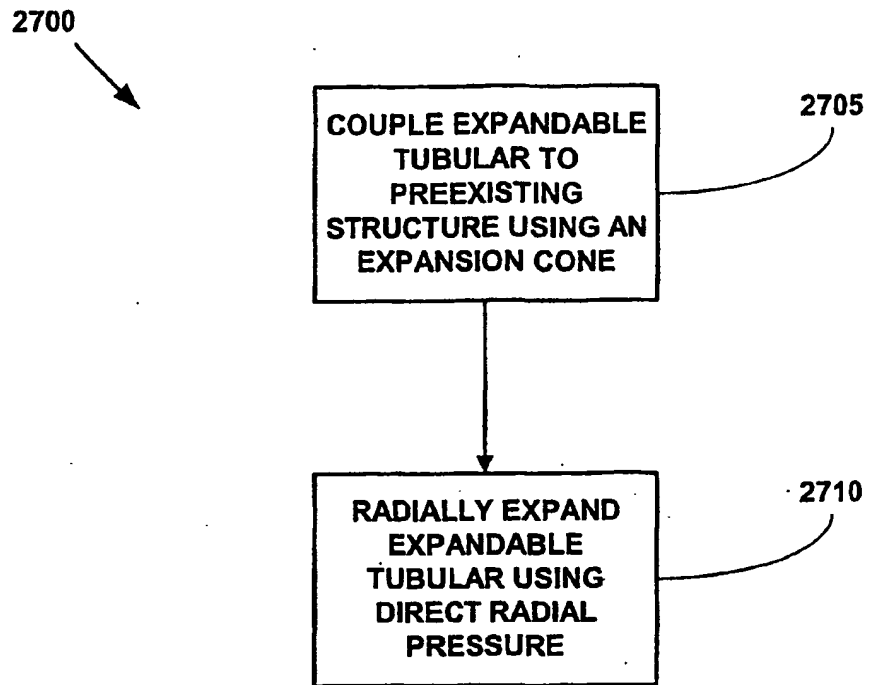 2700
COUPLE EXPANDABLE
TUBULAR TO
PREEXISTING
STRUCTURE USING AN
EXPANSION CONE
2705
RADIALLY EXPAND
EXPANDABLE
TUBULAR USING
DIRECT RADIAL
PRESSURE
2710